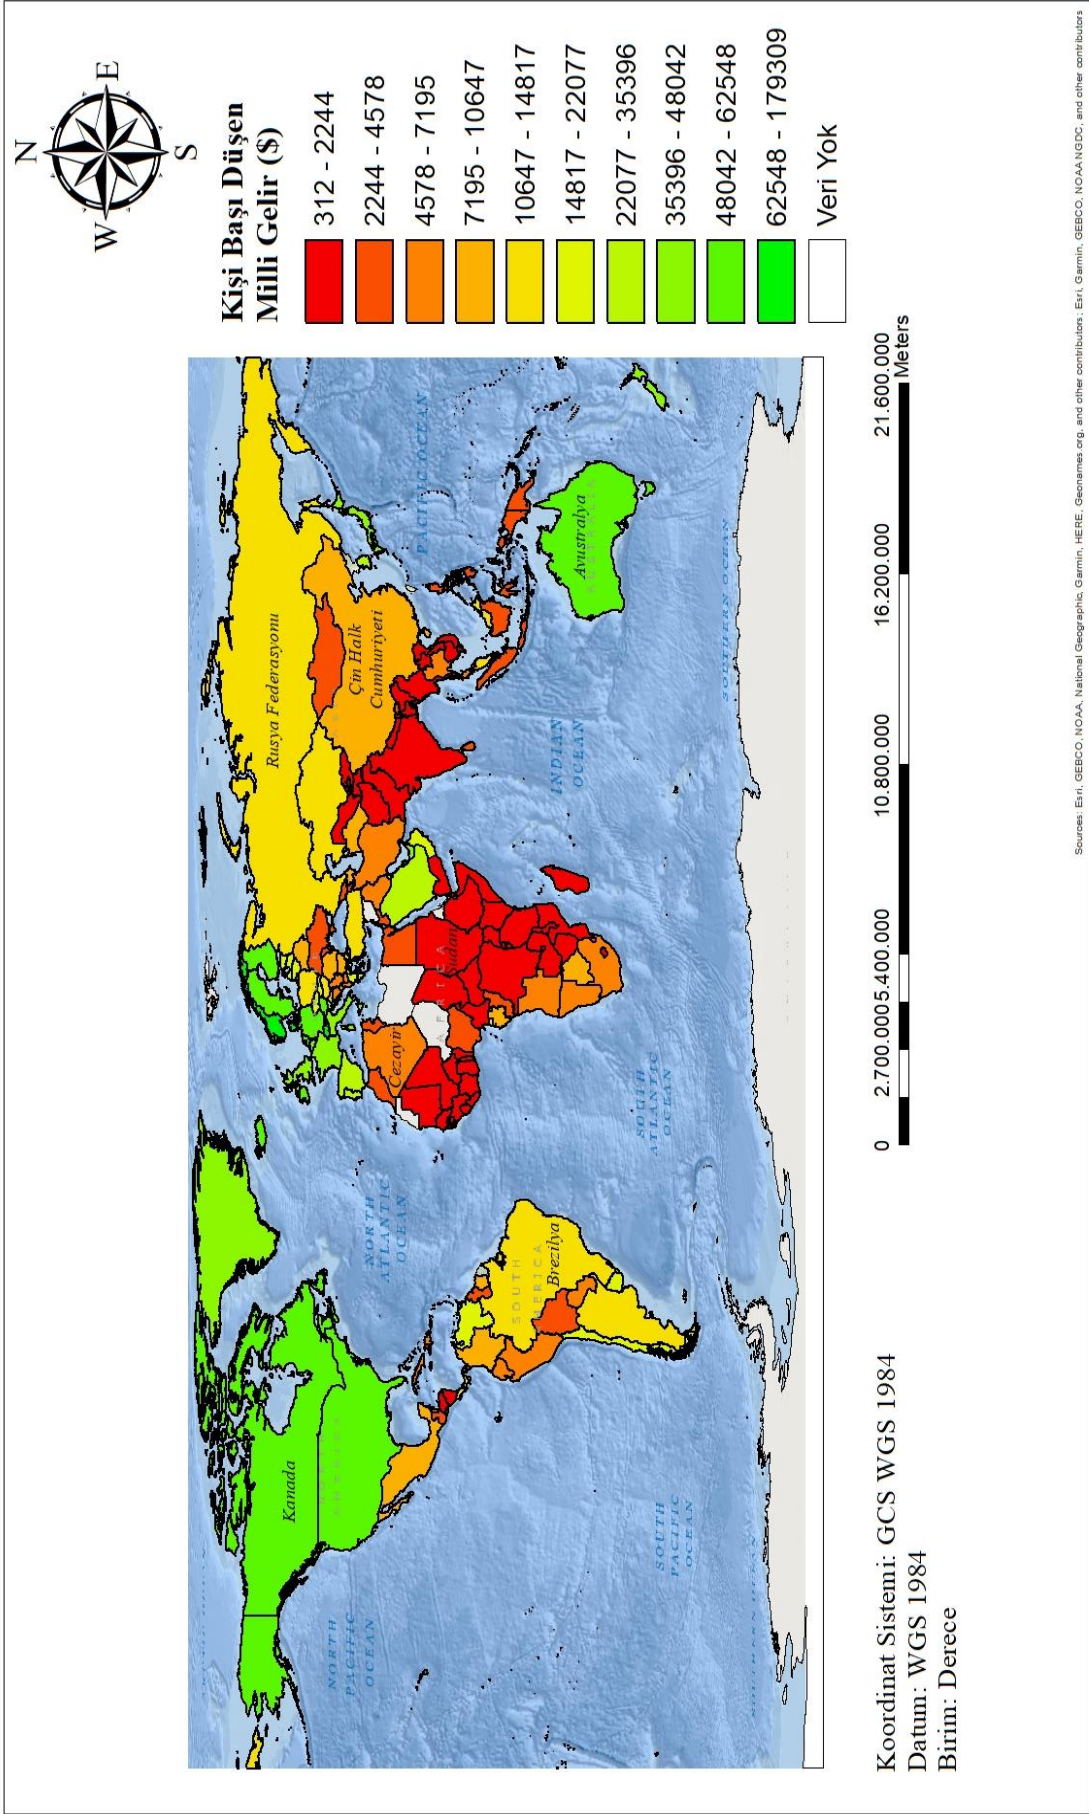 N
W
E
S
Kişi Başı Düşen
Milli Gelir ($)
312 - 2244
2244 - 4578
4578 - 7195
7195 - 10647
10647 - 14817
14817 - 22077
22077 - 35396
35396 - 48042
48042 - 62548
62548 - 179309
Veri Yok
Kanada
Rusya Federasyonu
Çin Halk
Cumhuriyeti
Cezayir
Sudan
Brezilya
Avustralya
NORTH
PACIFIC
OCEAN
NORTH
ATLANTIC
OCEAN
PACIFIC OCEAN
SOUTH
AMERICA
AFRICA
AUSTRALIA
INDIAN
OCEAN
SOUTH
PACIFIC
OCEAN
SOUTH
ATLANTIC
OCEAN
SOUTHERN OCEAN
Koordinat Sistemi: GCS WGS 1984
Datum: WGS 1984
Birim: Derece
0 2.700.000 5.400.000 10.800.000 16.200.000 21.600.000
Meters
Sources: Esri, GEBCO, NOAA, National Geographic, Garmin, HERE, Geonames.org, and other contributors; Esri, Garmin, GEBCO, NOAA NGDC, and other contributors